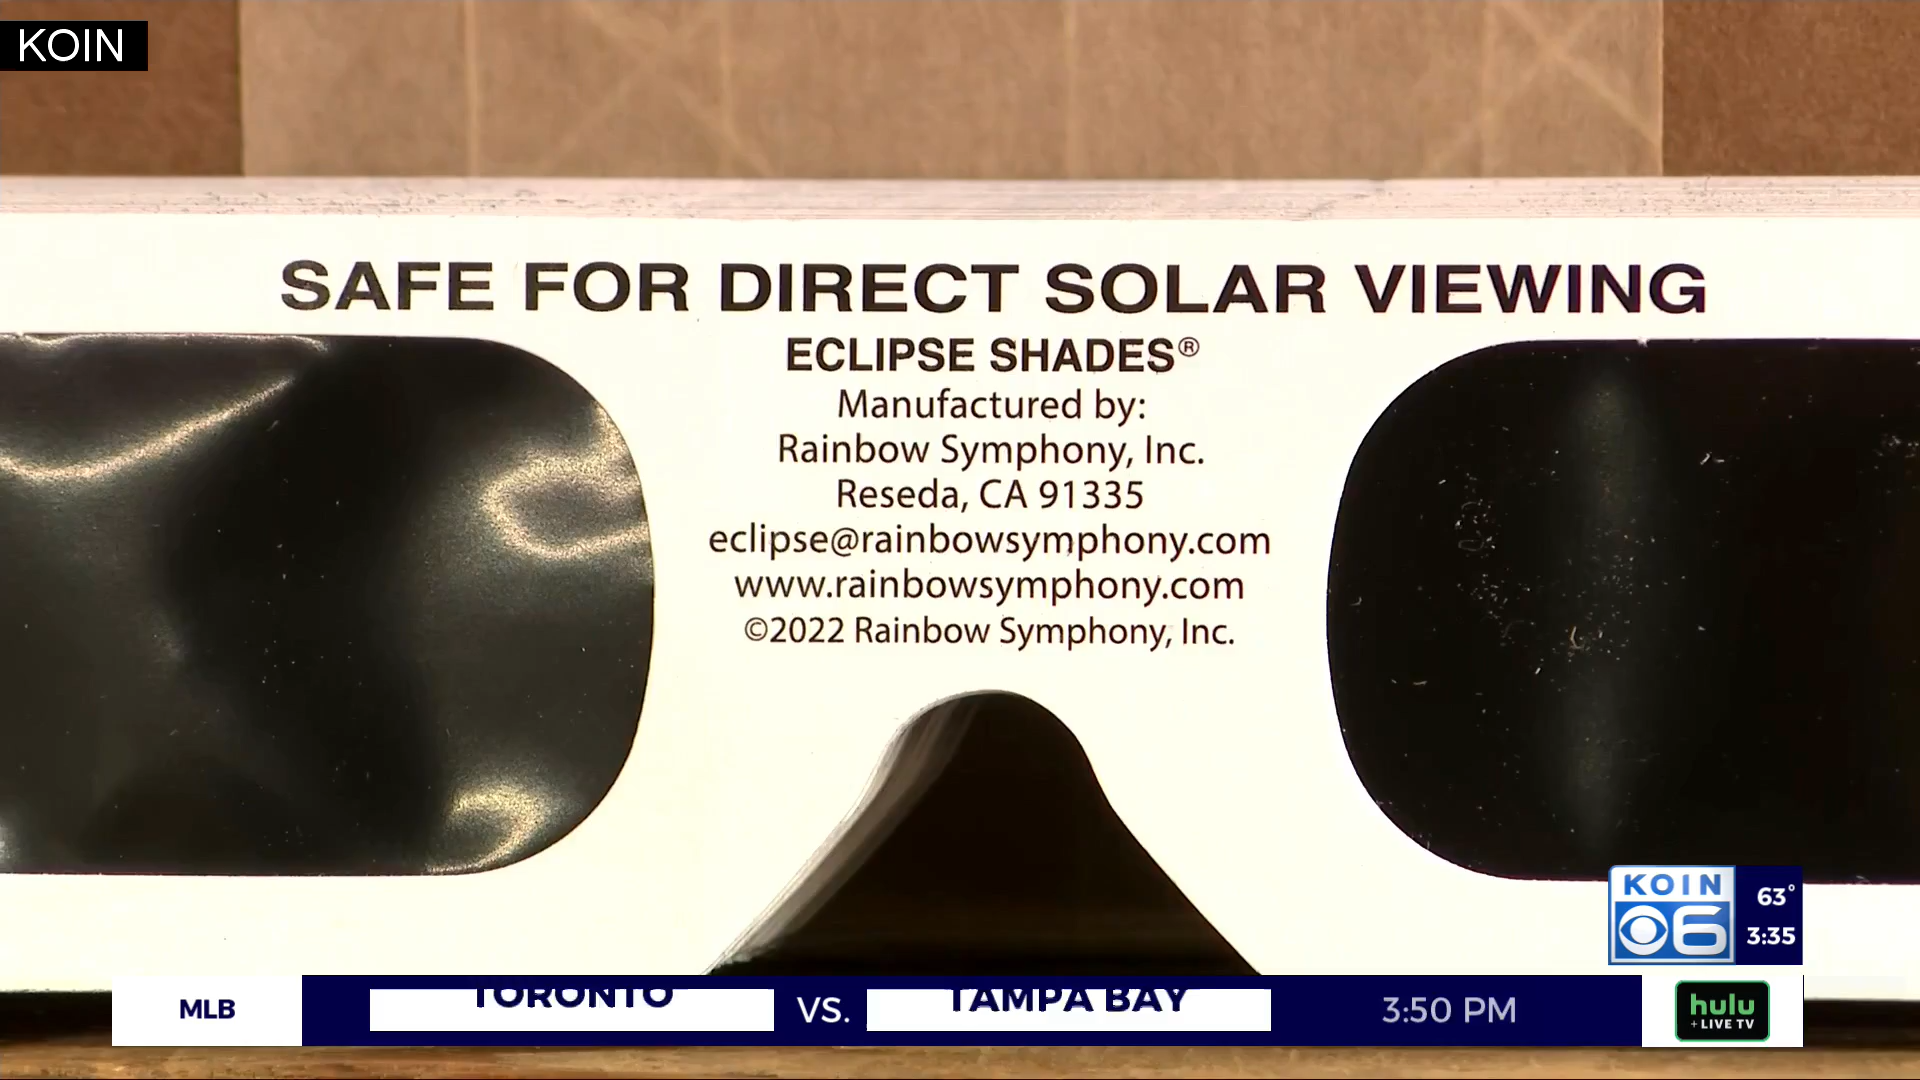 KOIN
SAFE FOR DIRECT SOLAR VIEWING
ECLIPSE SHADES®
Manufactured by:
Rainbow Symphony, Inc.
Reseda, CA 91335
eclipse@rainbowsymphony.com
www.rainbowsymphony.com
©2022 Rainbow Symphony, Inc.
KOIN
6
63°
3:35
MLB
TORONTO
VS.
TAMPA BAY
3:50 PM
hulu
+ LIVE TV